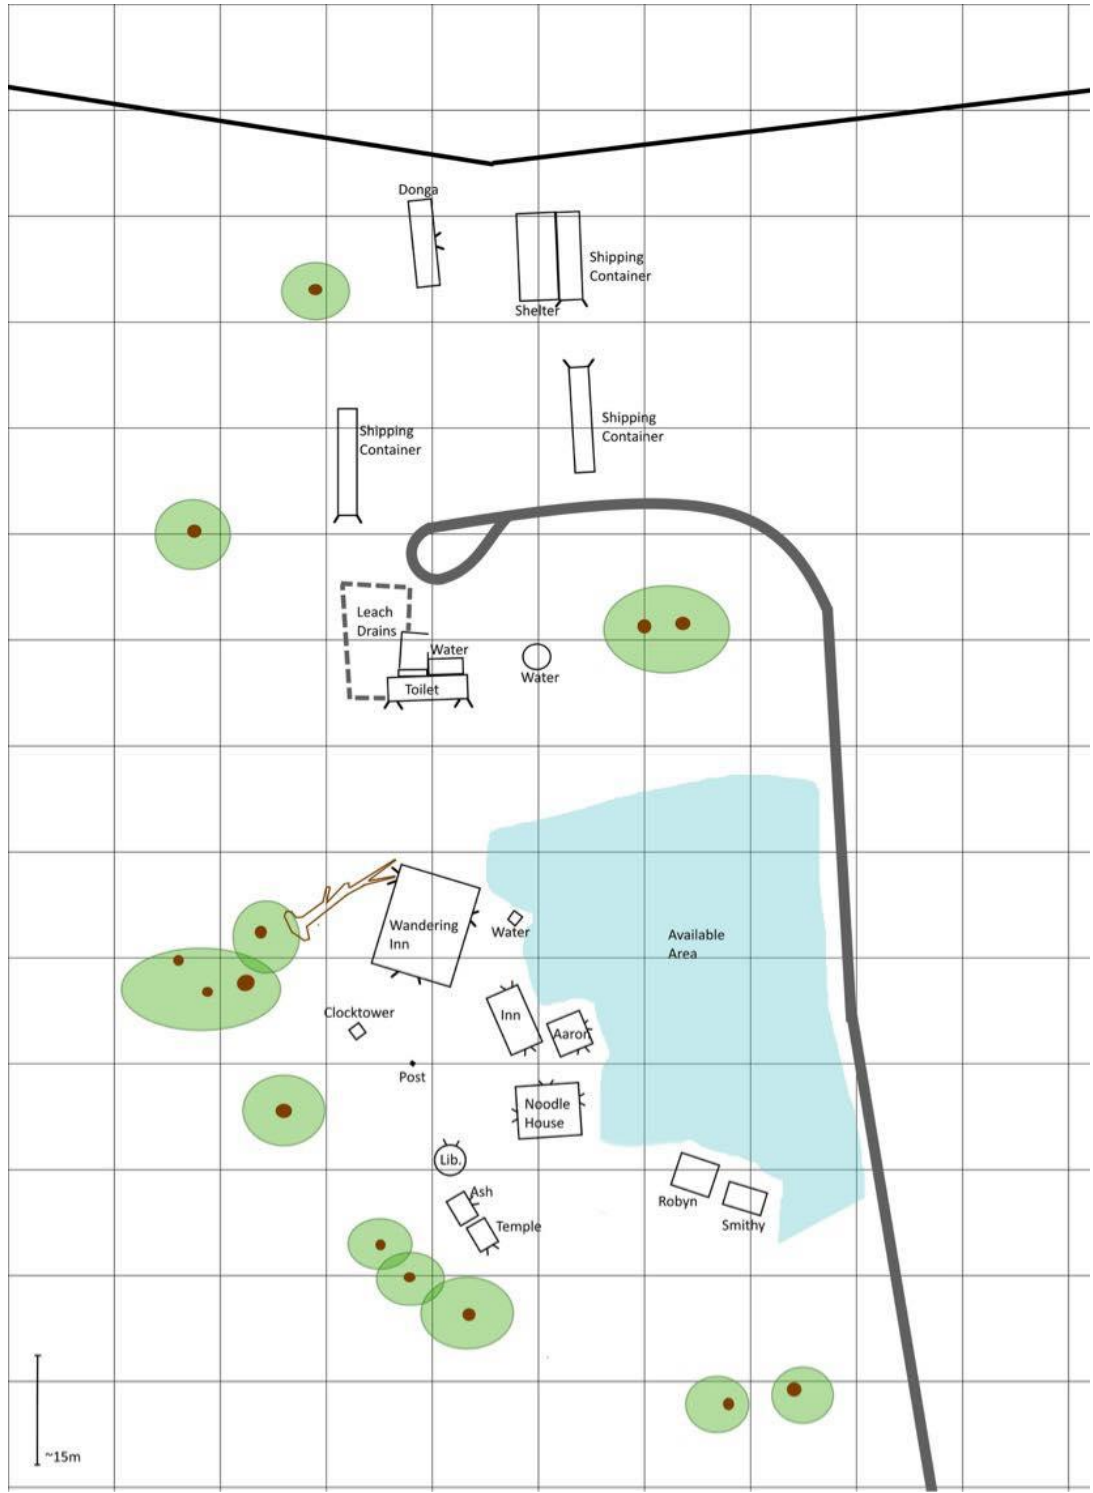 Donga
Shipping
Container
Shelter
Shipping
Container
Shipping
Container
Leach
Drains
Water
Water
Toilet
Wandering
Inn
Water
Available
Area
Inn
Clocktower
Aaron
Post
Noodle
House
Lib.
Ash
Robyn
Temple
Smithy
~15m